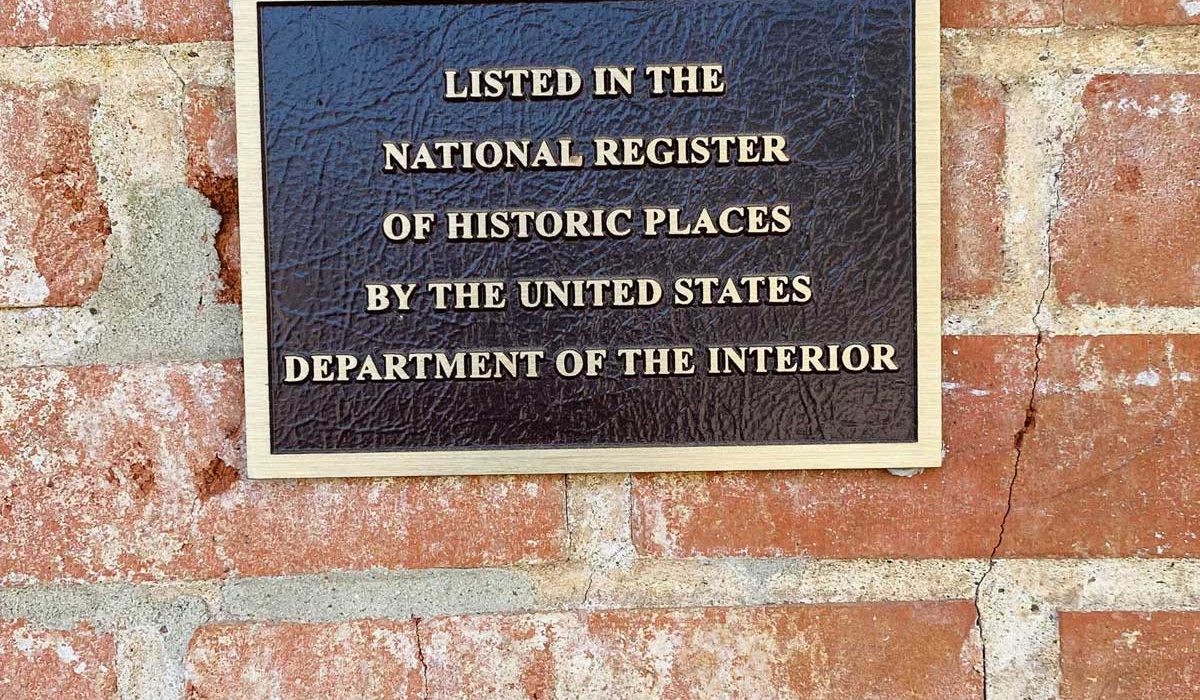 LISTED IN THE
NATIONAL REGISTER
OF HISTORIC PLACES
BY THE UNITED STATES
DEPARTMENT OF THE INTERIOR